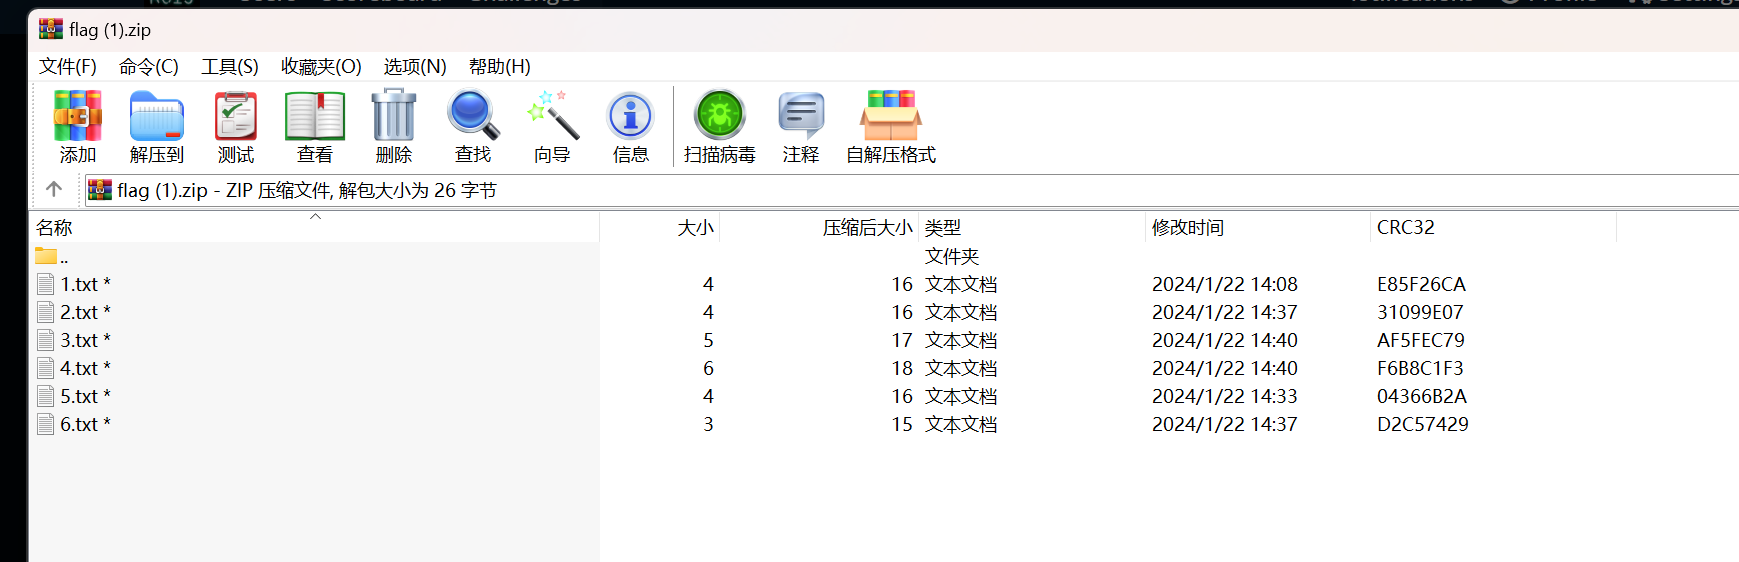 flag (1).zip
文件(F) 命令(C) 工具(S) 收藏夹(O) 选项(N) 帮助(H)
添加 解压到 测试 查看 删除 查找 向导 信息 扫描病毒 注释 自解压格式
flag (1).zip - ZIP 压缩文件, 解包大小为 26 字节
名称 大小 压缩后大小 类型 修改时间 CRC32
.. 文件夹
1.txt * 4 16 文本文档 2024/1/22 14:08 E85F26CA
2.txt * 4 16 文本文档 2024/1/22 14:37 31099E07
3.txt * 5 17 文本文档 2024/1/22 14:40 AF5FEC79
4.txt * 6 18 文本文档 2024/1/22 14:40 F6B8C1F3
5.txt * 4 16 文本文档 2024/1/22 14:33 04366B2A
6.txt * 3 15 文本文档 2024/1/22 14:37 D2C57429